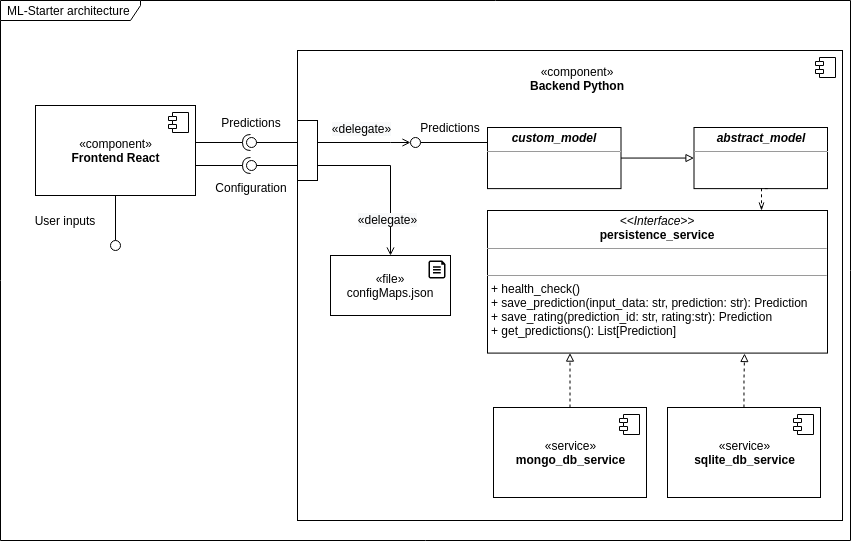 ML-Starter architecture
«component»
Backend Python
«component»
Frontend React
Predictions
Configuration
User inputs
«delegate»
Predictions
«delegate»
«file»
configMaps.json
custom_model
abstract_model
<<Interface>>
persistence_service
+ health_check()
+ save_prediction(input_data: str, prediction: str): Prediction
+ save_rating(prediction_id: str, rating:str): Prediction
+ get_predictions(): List[Prediction]
«service»
mongo_db_service
«service»
sqlite_db_service